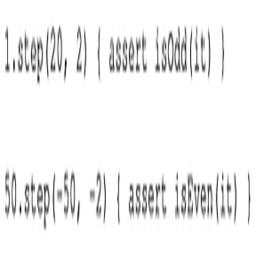 1.step(20, 2) { assert isOdd(it) }
50.step(-50, -2) { assert isEven(it) }